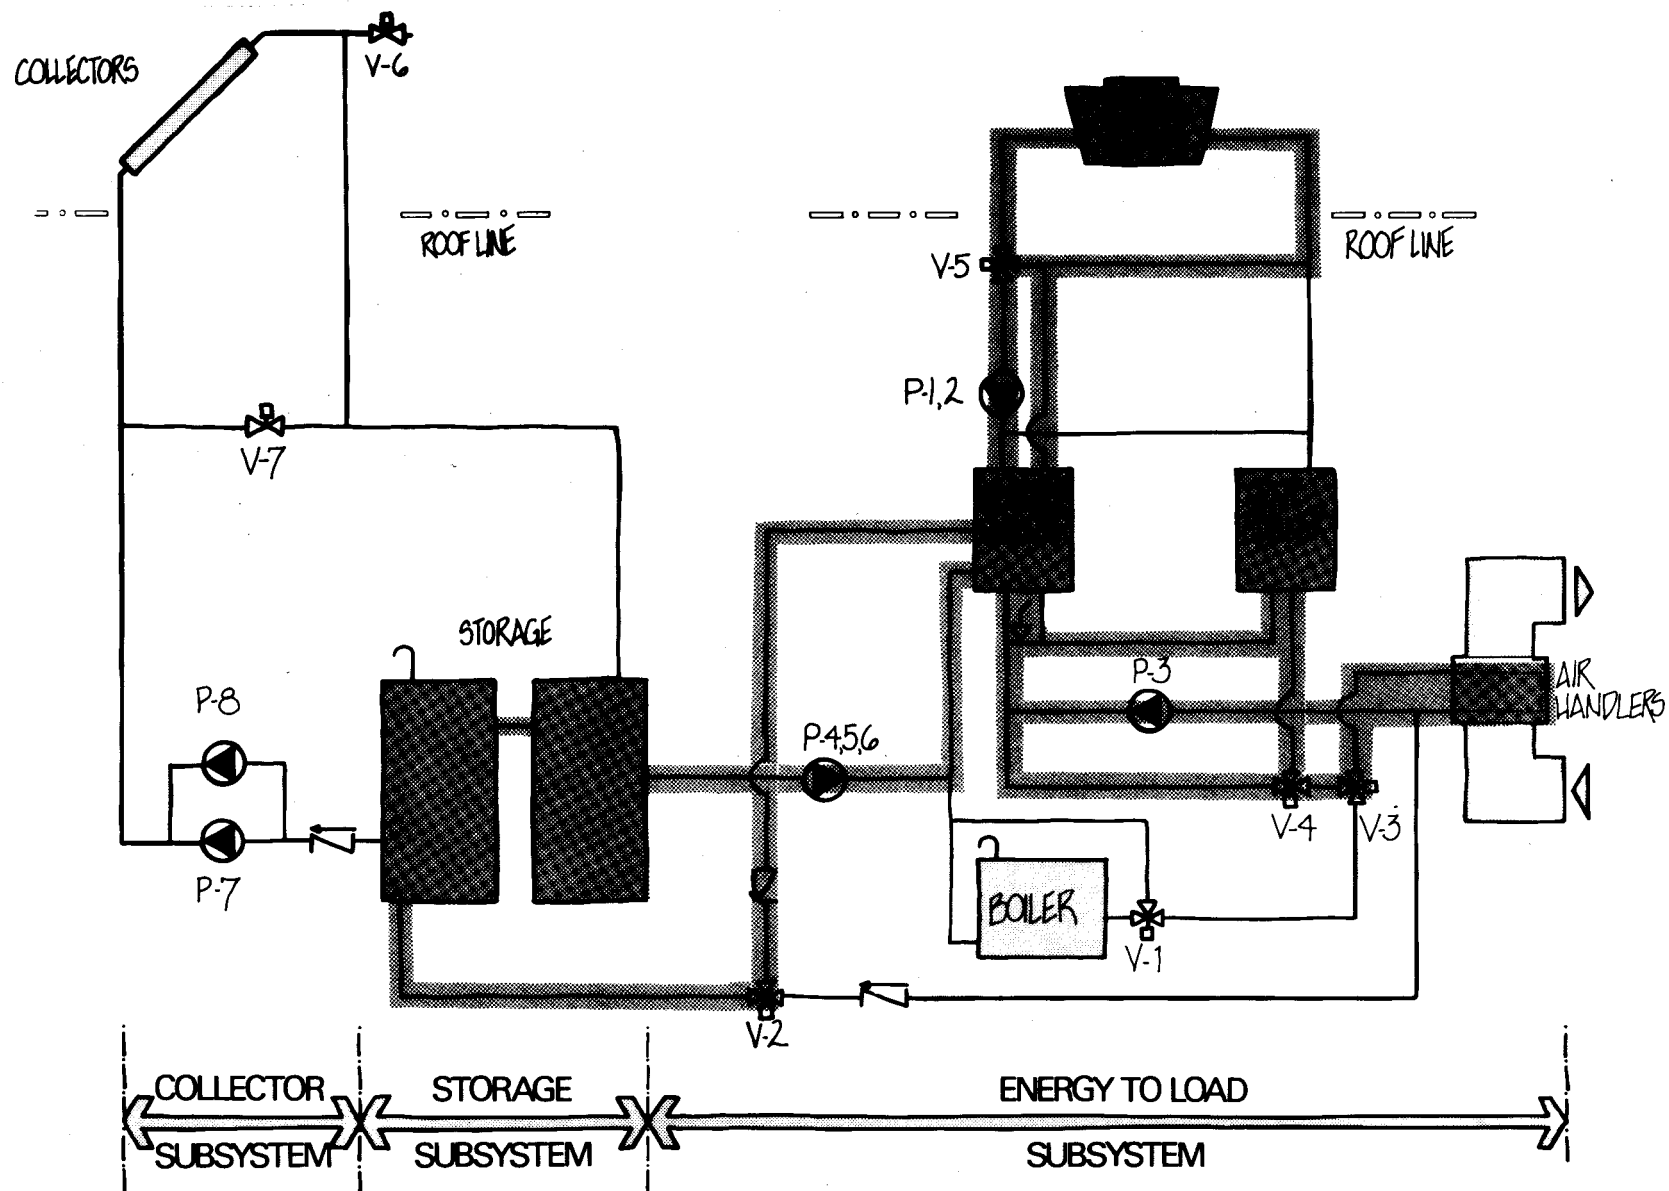 COLLECTORS
V-6
ROOF LINE
ROOF LINE
V-5
P-1,2
V-7
STORAGE
P-8
P-7
P-4,5,6
P-3
AIR
HANDLERS
V-4
V-3
BOILER
V-1
V-2
COLLECTOR
SUBSYSTEM
STORAGE
SUBSYSTEM
ENERGY TO LOAD
SUBSYSTEM